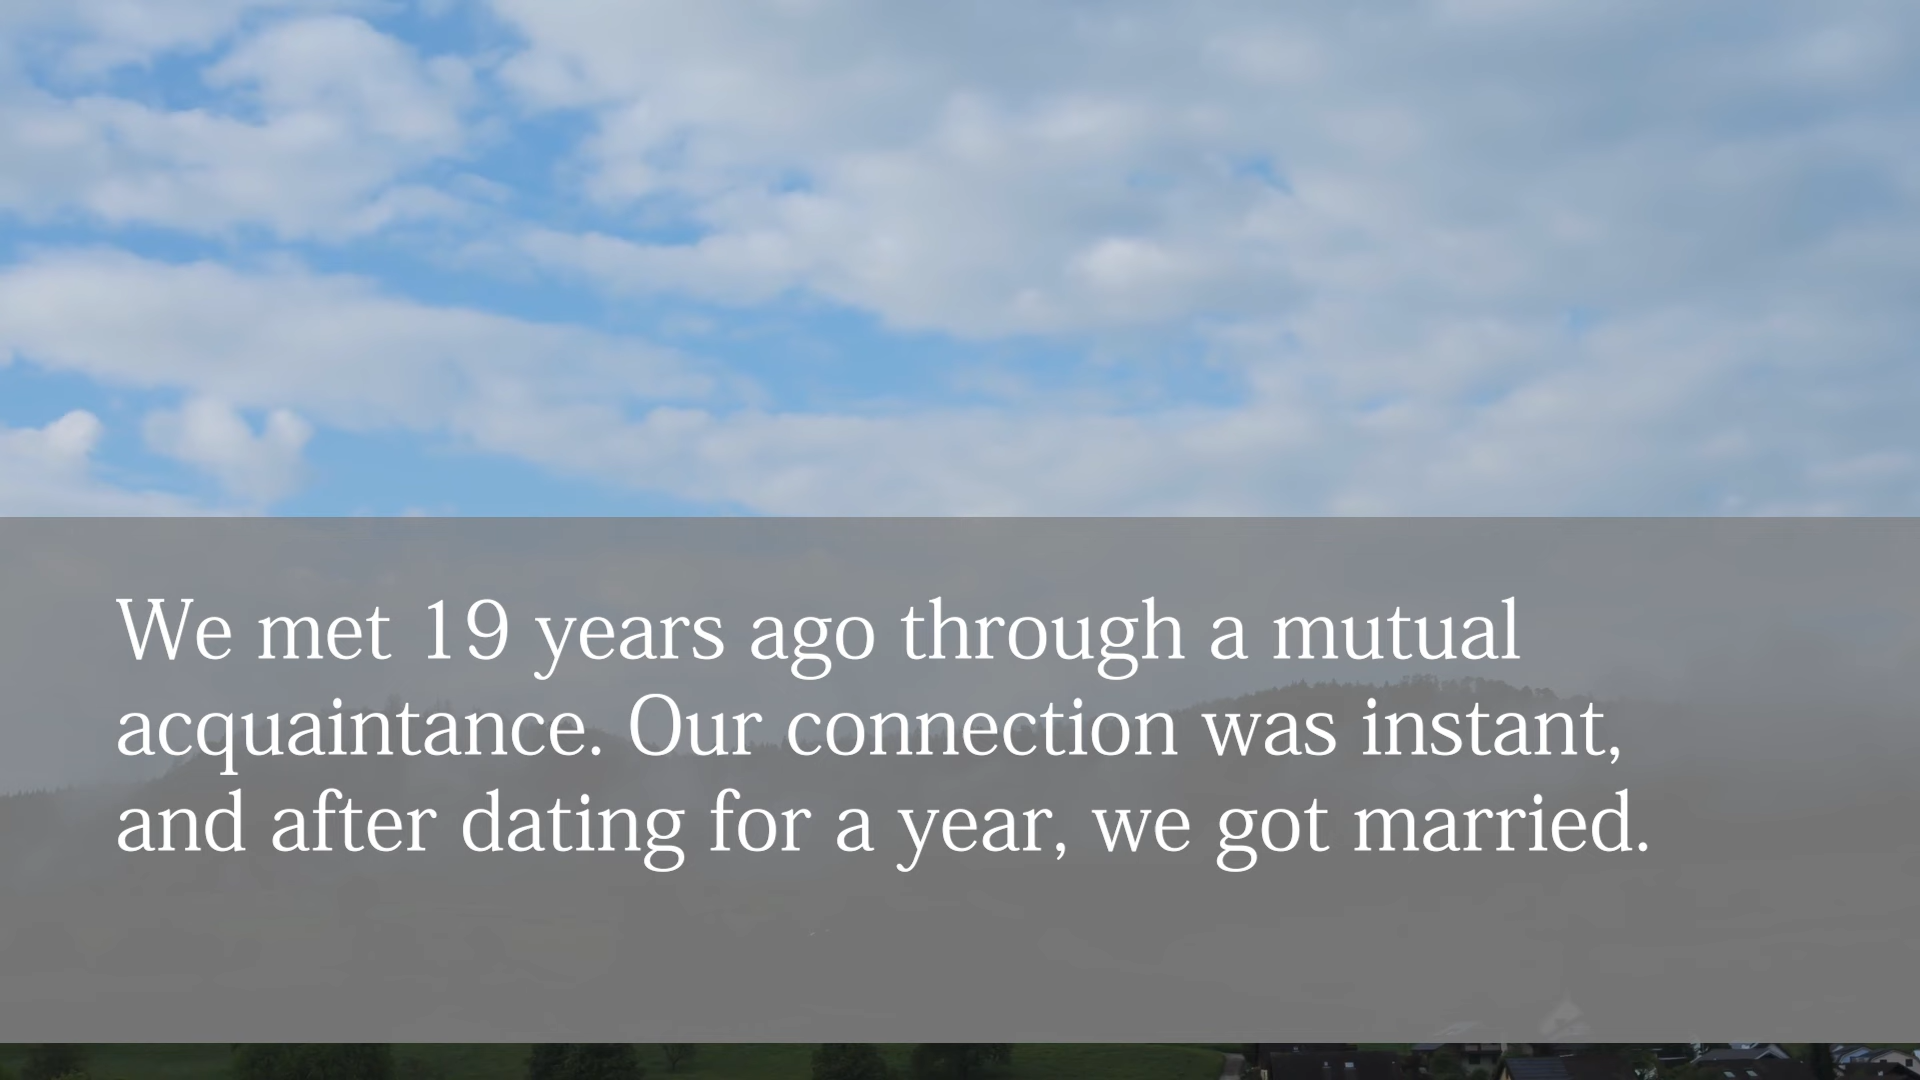 We met 19 years ago through a mutual
acquaintance. Our connection was instant,
and after dating for a year, we got married.